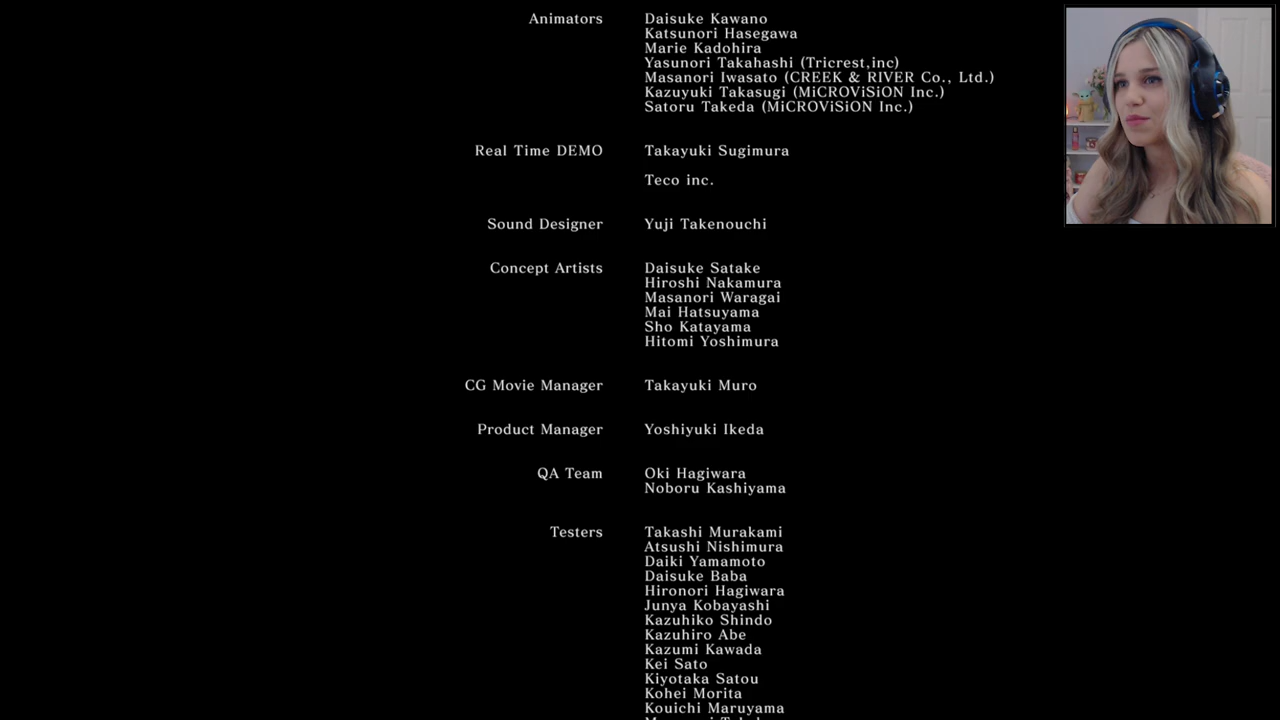 Animators Daisuke Kawano
Katsunori Hasegawa
Marie Kadohira
Yasunori Takahashi (Tricrest,inc)
Masanori Iwasato (CREEK & RIVER Co., Ltd.)
Kazuyuki Takasugi (MiCROViSiON Inc.)
Satoru Takeda (MiCROViSiON Inc.)
Real Time DEMO Takayuki Sugimura
Teco inc.
Sound Designer Yuji Takenouchi
Concept Artists Daisuke Satake
Hiroshi Nakamura
Masanori Waragai
Mai Hatsuyama
Sho Katayama
Hitomi Yoshimura
CG Movie Manager Takayuki Muro
Product Manager Yoshiyuki Ikeda
QA Team Oki Hagiwara
Noboru Kashiyama
Testers Takashi Murakami
Atsushi Nishimura
Daiki Yamamoto
Daisuke Baba
Hironori Hagiwara
Junya Kobayashi
Kazuhiko Shindo
Kazuhiro Abe
Kazumi Kawada
Kei Sato
Kiyotaka Satou
Kohei Morita
Kouichi Maruyama